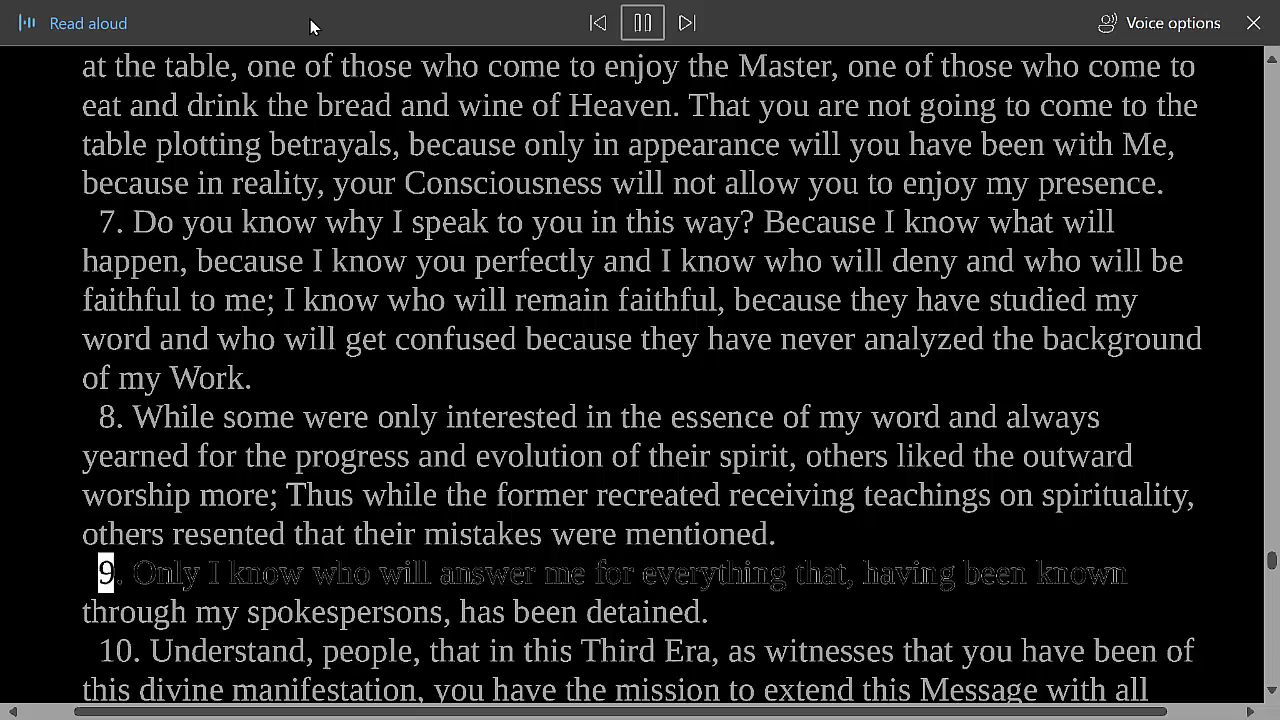 Read aloud
Voice options
at the table, one of those who come to enjoy the Master, one of those who come to
eat and drink the bread and wine of Heaven. That you are not going to come to the
table plotting betrayals, because only in appearance will you have been with Me,
because in reality, your Consciousness will not allow you to enjoy my presence.
7. Do you know why I speak to you in this way? Because I know what will
happen, because I know you perfectly and I know who will deny and who will be
faithful to me; I know who will remain faithful, because they have studied my
word and who will get confused because they have never analyzed the background
of my Work.
8. While some were only interested in the essence of my word and always
yearned for the progress and evolution of their spirit, others liked the outward
worship more; Thus while the former recreated receiving teachings on spirituality,
others resented that their mistakes were mentioned.
9. Only I know who will answer me for everything that, having been known
through my spokespersons, has been detained.
10. Understand, people, that in this Third Era, as witnesses that you have been of
this divine manifestation, you have the mission to extend this Message with all